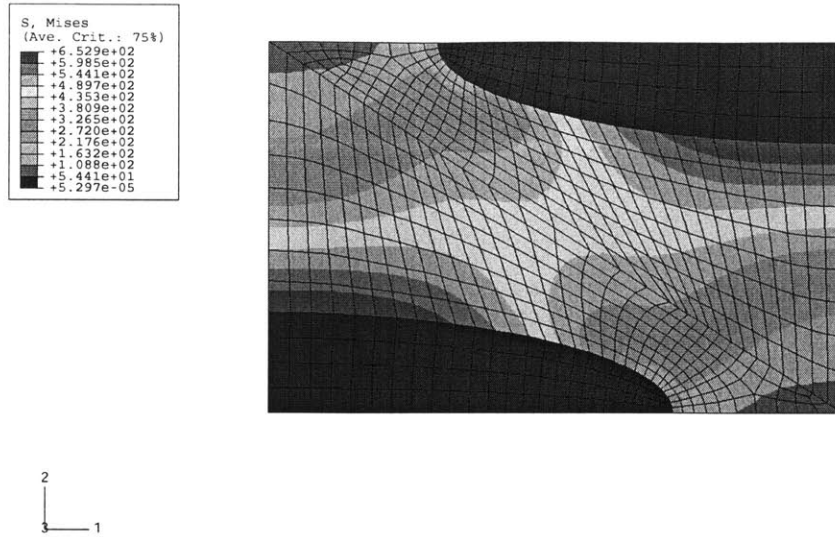 S, Mises
(Ave. Crit.: 75%)
+6.529e+02
+5.985e+02
+5.441e+02
+4.897e+02
+4.353e+02
+3.809e+02
+3.265e+02
+2.720e+02
+2.176e+02
+1.632e+02
+1.088e+02
+5.441e+01
+5.297e-05
2
3
1